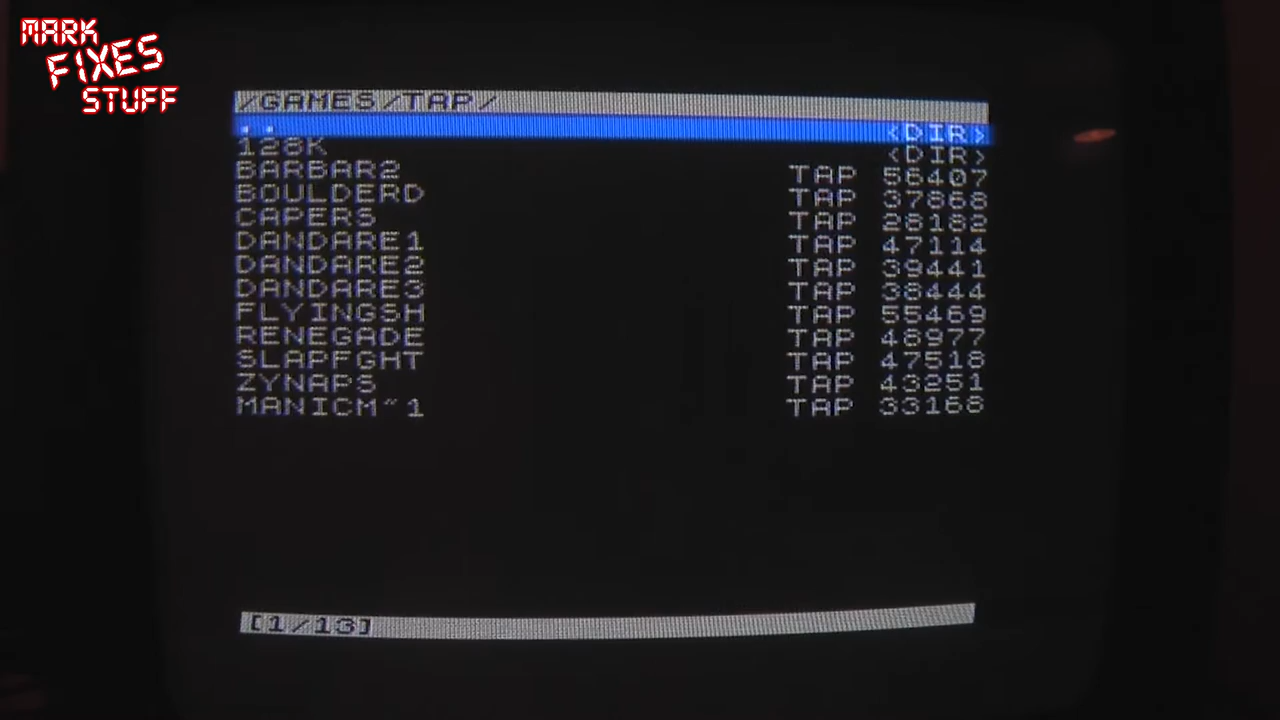 MARK
FIXES
STUFF
/GAMES/TAP/
.. <DIR>
128K <DIR>
BARBAR2 TAP 56407
BOULDERD TAP 37868
CAPERS TAP 28182
DANDARE1 TAP 47114
DANDARE2 TAP 39441
DANDARE3 TAP 38444
FLYINGSH TAP 55469
RENEGADE TAP 48977
SLAPFGHT TAP 47518
ZYNAPS TAP 43251
MANICM~1 TAP 33168
[1/13]